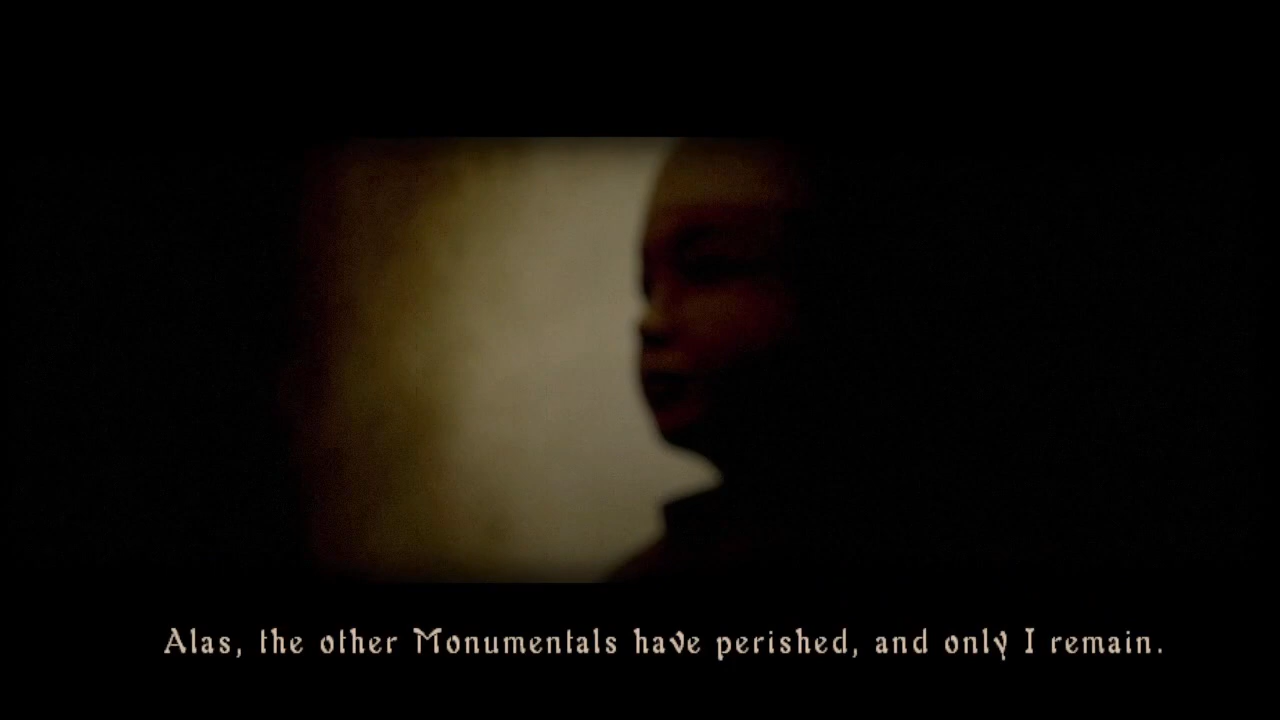 Alas, the other Monumentals have perished, and only I remain.